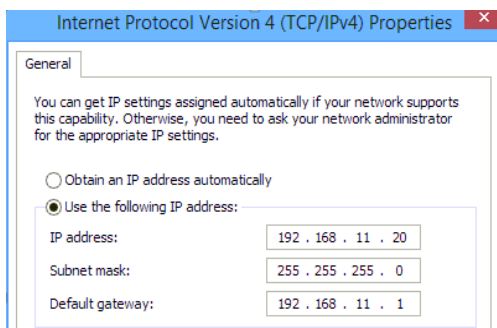 Internet Protocol Version 4 (TCP/IPv4) Properties
General
You can get IP settings assigned automatically if your network supports
this capability. Otherwise, you need to ask your network administrator
for the appropriate IP settings.
Obtain an IP address automatically
Use the following IP address:
IP address: 192 . 168 . 11 . 20
Subnet mask: 255 . 255 . 255 . 0
Default gateway: 192 . 168 . 11 . 1